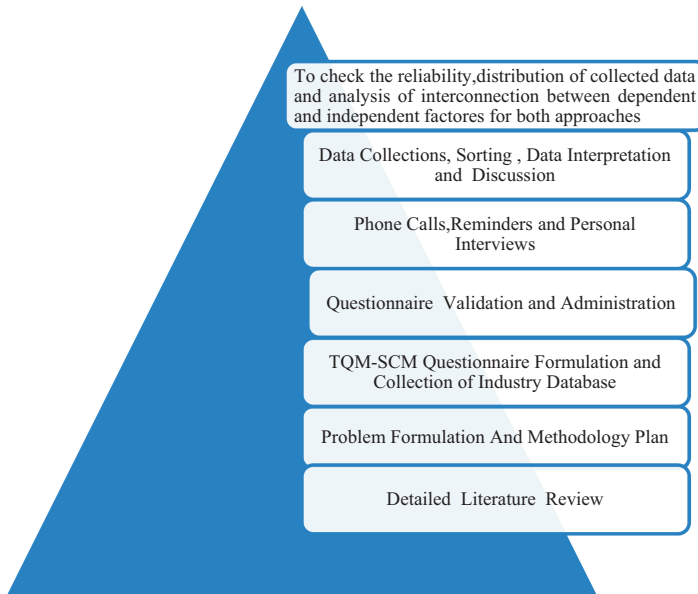 To check the reliability,distribution of collected data
and analysis of interconnection between dependent
and independent factores for both approaches
Data Collections, Sorting , Data Interpretation
and Discussion
Phone Calls,Reminders and Personal
Interviews
Questionnaire Validation and Administration
TQM-SCM Questionnaire Formulation and
Collection of Industry Database
Problem Formulation And Methodology Plan
Detailed Literature Review